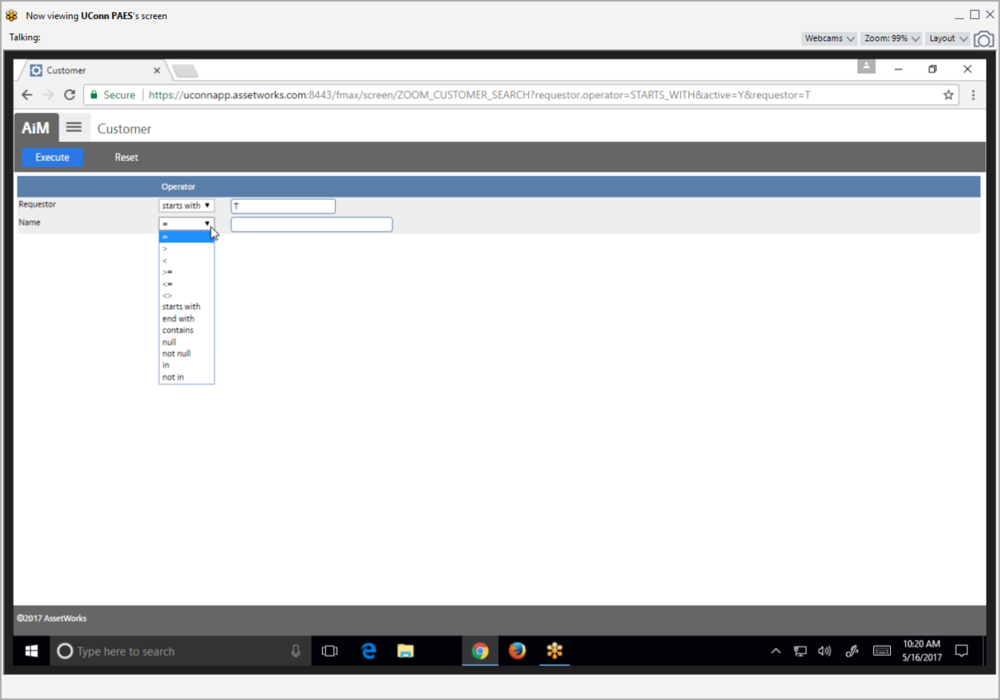 Now viewing UConn PAES's screen
Talking:
Webcams
Zoom: 99%
Layout
Customer
Secure
https://uconnapp.assetworks.com:8443/fmax/screen/ZOOM_CUSTOMER_SEARCH?requestor.operator=STARTS_WITH&active=Y&requestor=T
AiM
Customer
Execute
Reset
Operator
Requestor
starts with
T
Name
=
=
>
<
>=
<=
<>
starts with
end with
contains
null
not null
in
not in
©2017 AssetWorks
Type here to search
10:20 AM
5/16/2017